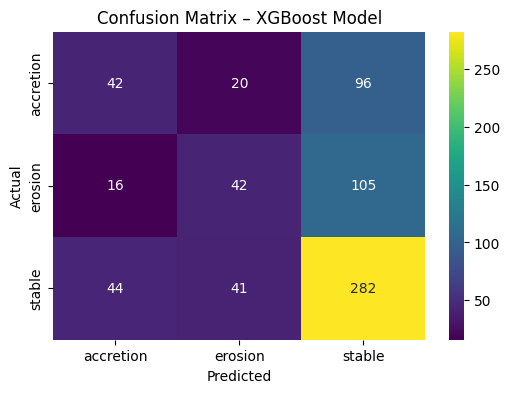 Confusion Matrix – XGBoost Model
Actual
accretion
42 20 96
erosion
16 42 105
stable
44 41 282
accretion erosion stable
Predicted
250
200
150
100
50